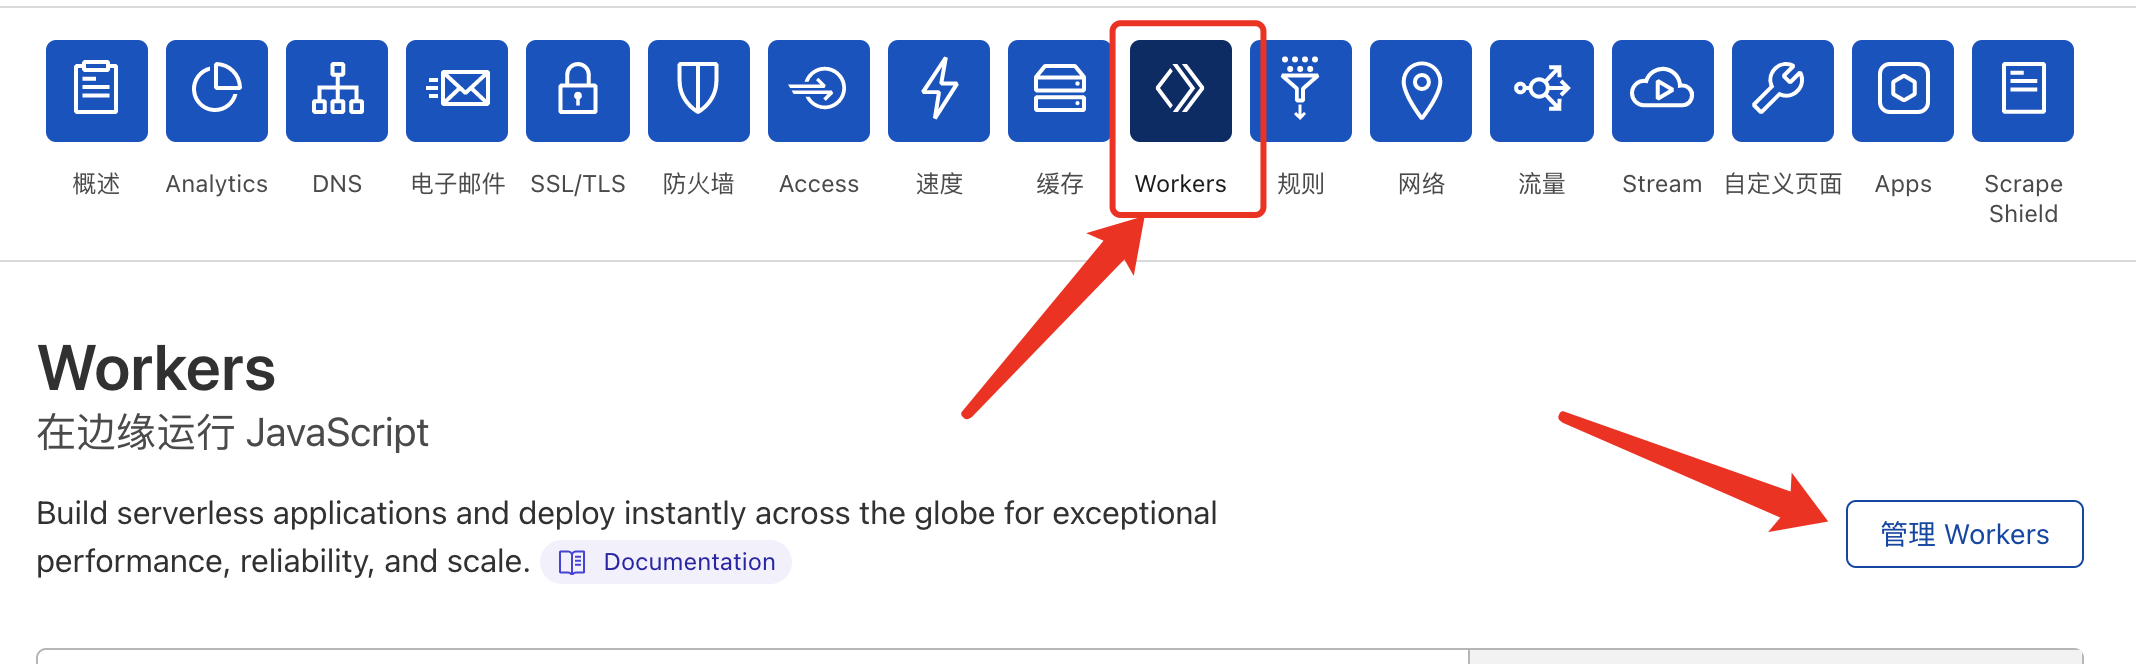 概述
Analytics
DNS
电子邮件
SSL/TLS
防火墙
Access
速度
缓存
Workers
规则
网络
流量
Stream
自定义页面
Apps
Scrape
Shield
Workers
在边缘运行 JavaScript
Build serverless applications and deploy instantly across the globe for exceptional
performance, reliability, and scale. Documentation
管理 Workers